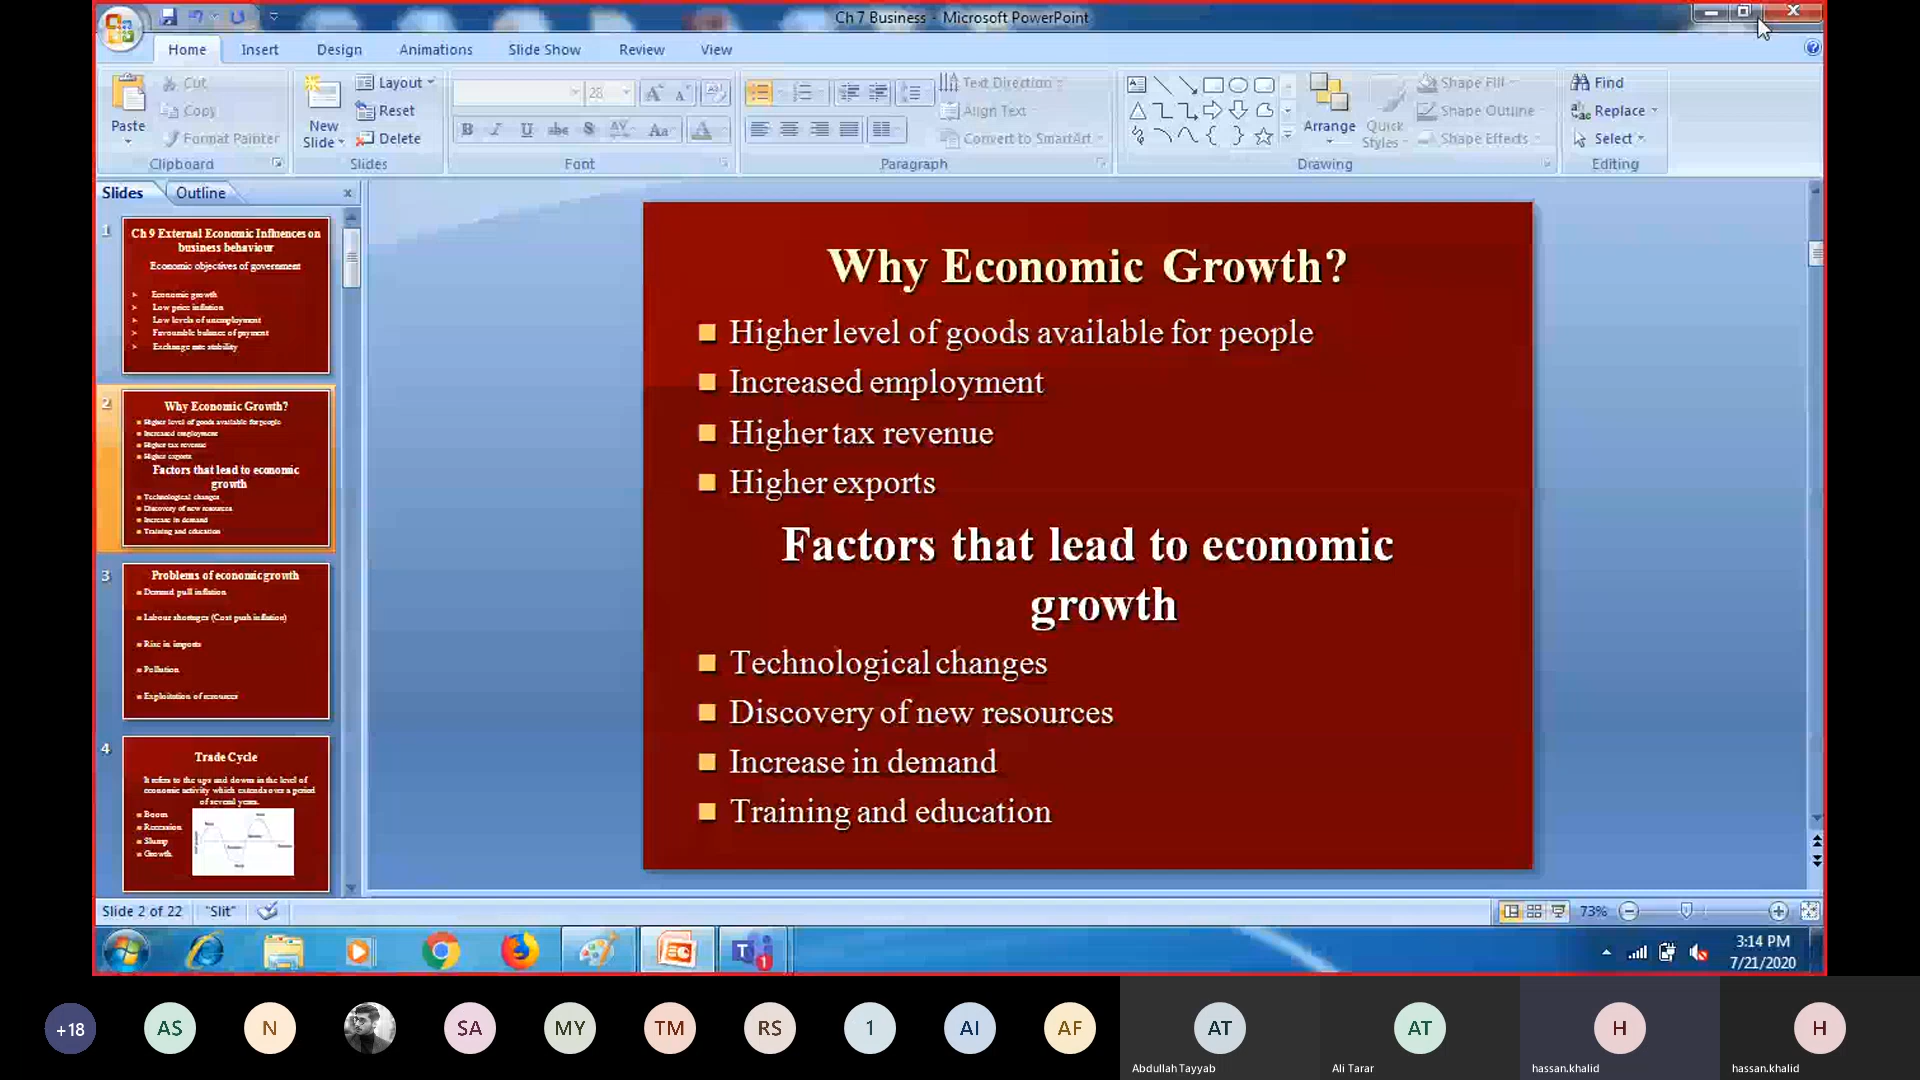 Ch 7 Business - Microsoft PowerPoint
Home Insert Design Animations Slide Show Review View
Paste
Cut
Copy
Format Painter
Clipboard
New Slide
Layout
Reset
Delete
Slides
28
Font
Text Direction
Align Text
Convert to SmartArt
Paragraph
Arrange
Quick Styles
Shape Fill
Shape Outline
Shape Effects
Drawing
Find
Replace
Select
Editing
Slides Outline
1
Ch 9 External Economic Influences on
business behaviour
Economic objectives of government
Economic growth
Low price inflation
Low levels of unemployment
Favourable balance of payment
Exchange rate stability
2
Why Economic Growth?
Higher level of goods available for people
Increased employment
Higher tax revenue
Higher exports
Factors that lead to economic
growth
Technological changes
Discovery of new resources
Increase in demand
Training and education
3
Problems of economic growth
Demand pull inflation
Labour shortages (Cost push inflation)
Rise in imports
Pollution
Exploitation of resources
4
Trade Cycle
It refers to the ups and downs in the level of
economic activity which extends over a period
of several years.
Boom
Recession
Slump
Growth
Why Economic Growth?
Higher level of goods available for people
Increased employment
Higher tax revenue
Higher exports
Factors that lead to economic
growth
Technological changes
Discovery of new resources
Increase in demand
Training and education
Slide 2 of 22 "Slit" 73%
3:14 PM
7/21/2020
+18 AS N SA MY TM RS 1 AI AF AT AT H H
Abdullah Tayyab Ali Tarar hassan.khalid hassan.khalid